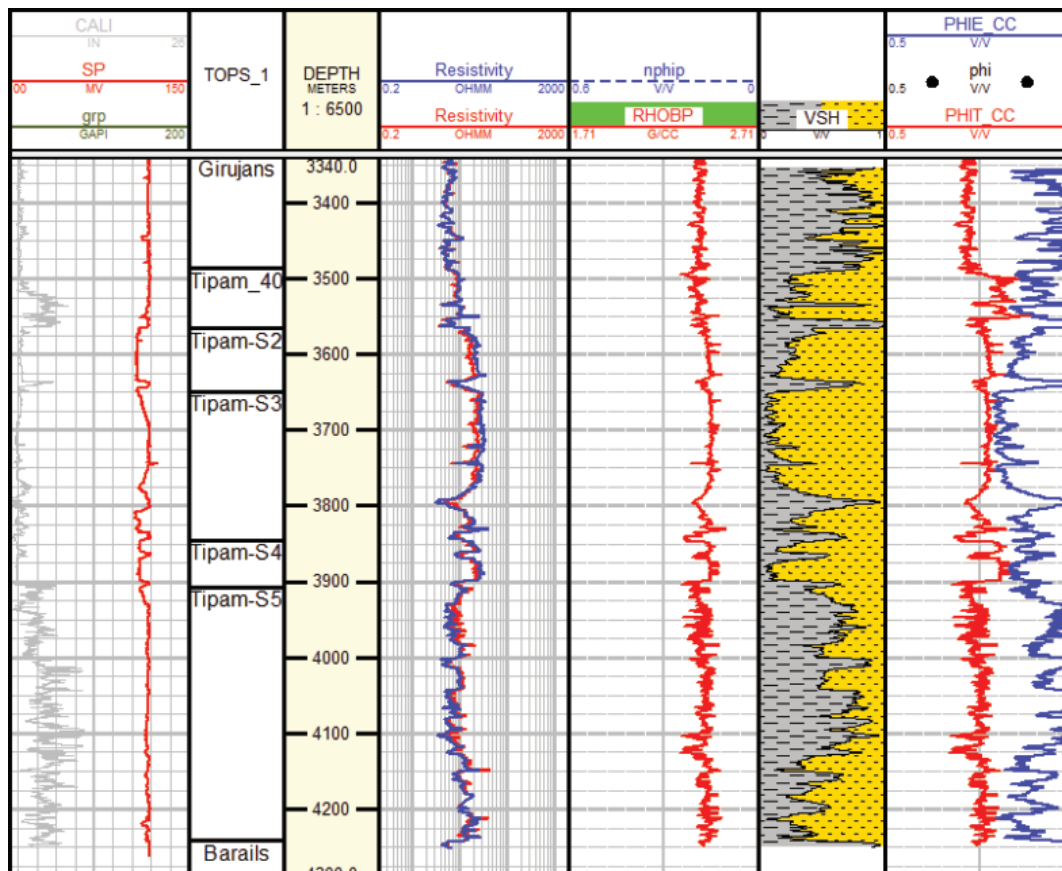 CALI
IN 26
SP
00 MV 150
grp
GAPI 200
TOPS_1
DEPTH
METERS
1 : 6500
Resistivity
0.2 OHMM 2000
Resistivity
0.2 OHMM 2000
nphip
0.6 V/V 0
RHOBP
1.71 G/CC 2.71
VSH
0 V/V 1
PHIE_CC
0.5 V/V
phi
0.5 V/V
PHIT_CC
0.5 V/V
Girujans
Tipam_40
Tipam-S2
Tipam-S3
Tipam-S4
Tipam-S5
Barails
3340.0
3400
3500
3600
3700
3800
3900
4000
4100
4200